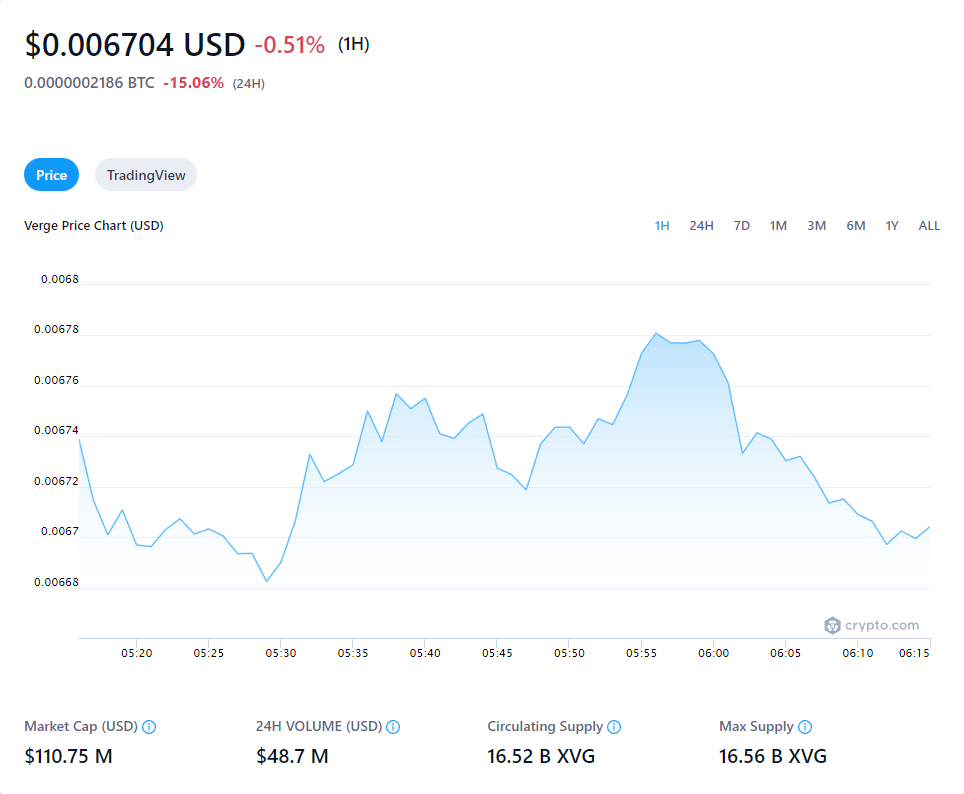 $0.006704 USD -0.51% (1H)
0.0000002186 BTC -15.06% (24H)
Price TradingView
Verge Price Chart (USD) 1H 24H 7D 1M 3M 6M 1Y ALL
0.0068
0.00678
0.00676
0.00674
0.00672
0.0067
0.00668
crypto.com
05:20 05:25 05:30 05:35 05:40 05:45 05:50 05:55 06:00 06:05 06:10 06:15
Market Cap (USD) 24H VOLUME (USD) Circulating Supply Max Supply
$110.75 M $48.7 M 16.52 B XVG 16.56 B XVG